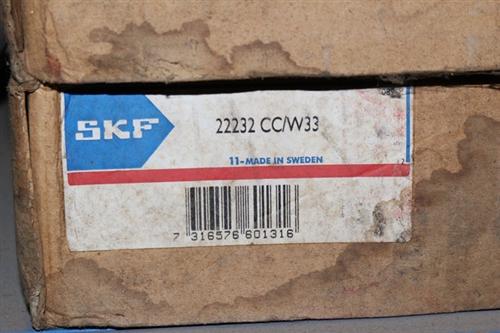 SKF
22232 CC/W33
11-MADE IN SWEDEN
7 316576 601316